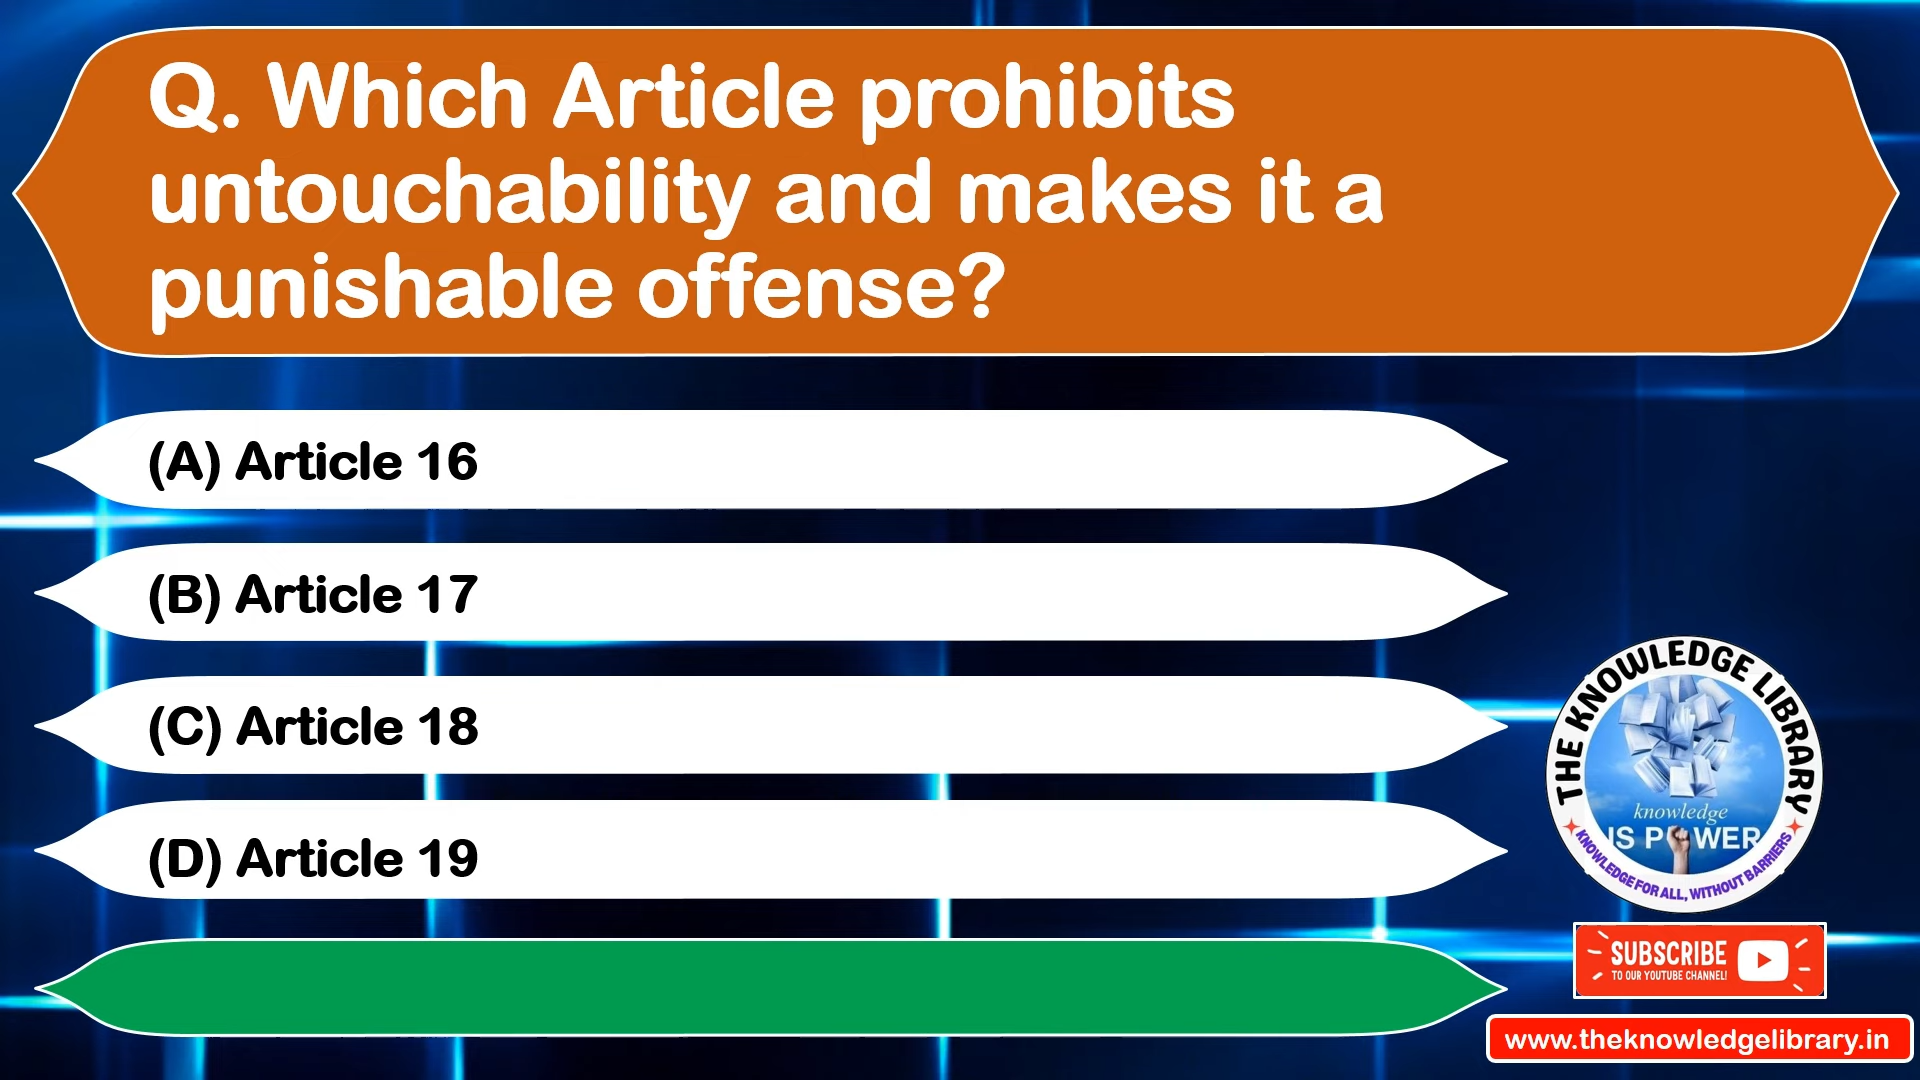 Q. Which Article prohibits
untouchability and makes it a
punishable offense?
(A) Article 16
(B) Article 17
(C) Article 18
(D) Article 19
THE KNOWLEDGE LIBRARY
knowledge
IS POWER
KNOWLEDGE FOR ALL, WITHOUT BARRIERS
SUBSCRIBE
TO OUR YOUTUBE CHANNEL!
www.theknowledgelibrary.in